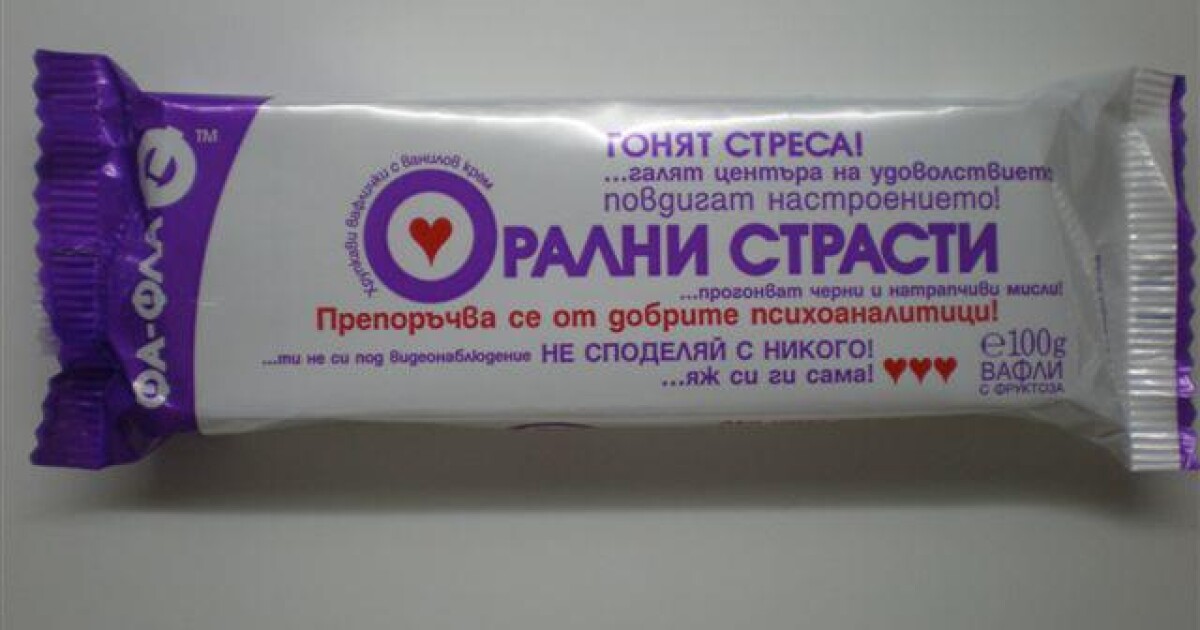 ФА-ФЛА
TM
Хрупкави вафлички с ванилов крем
ГОНЯТ СТРЕСА!
...галят центъра на удоволствието
повдигат настроението!
ОРАЛНИ СТРАСТИ
...прогонват черни и натрапчиви мисли!
Препоръчва се от добрите психоаналитици!
...ти не си под видеонаблюдение НЕ СПОДЕЛЯЙ С НИКОГО!
...яж си ги сама!
℮100g
ВАФЛИ
С ФРУКТОЗА